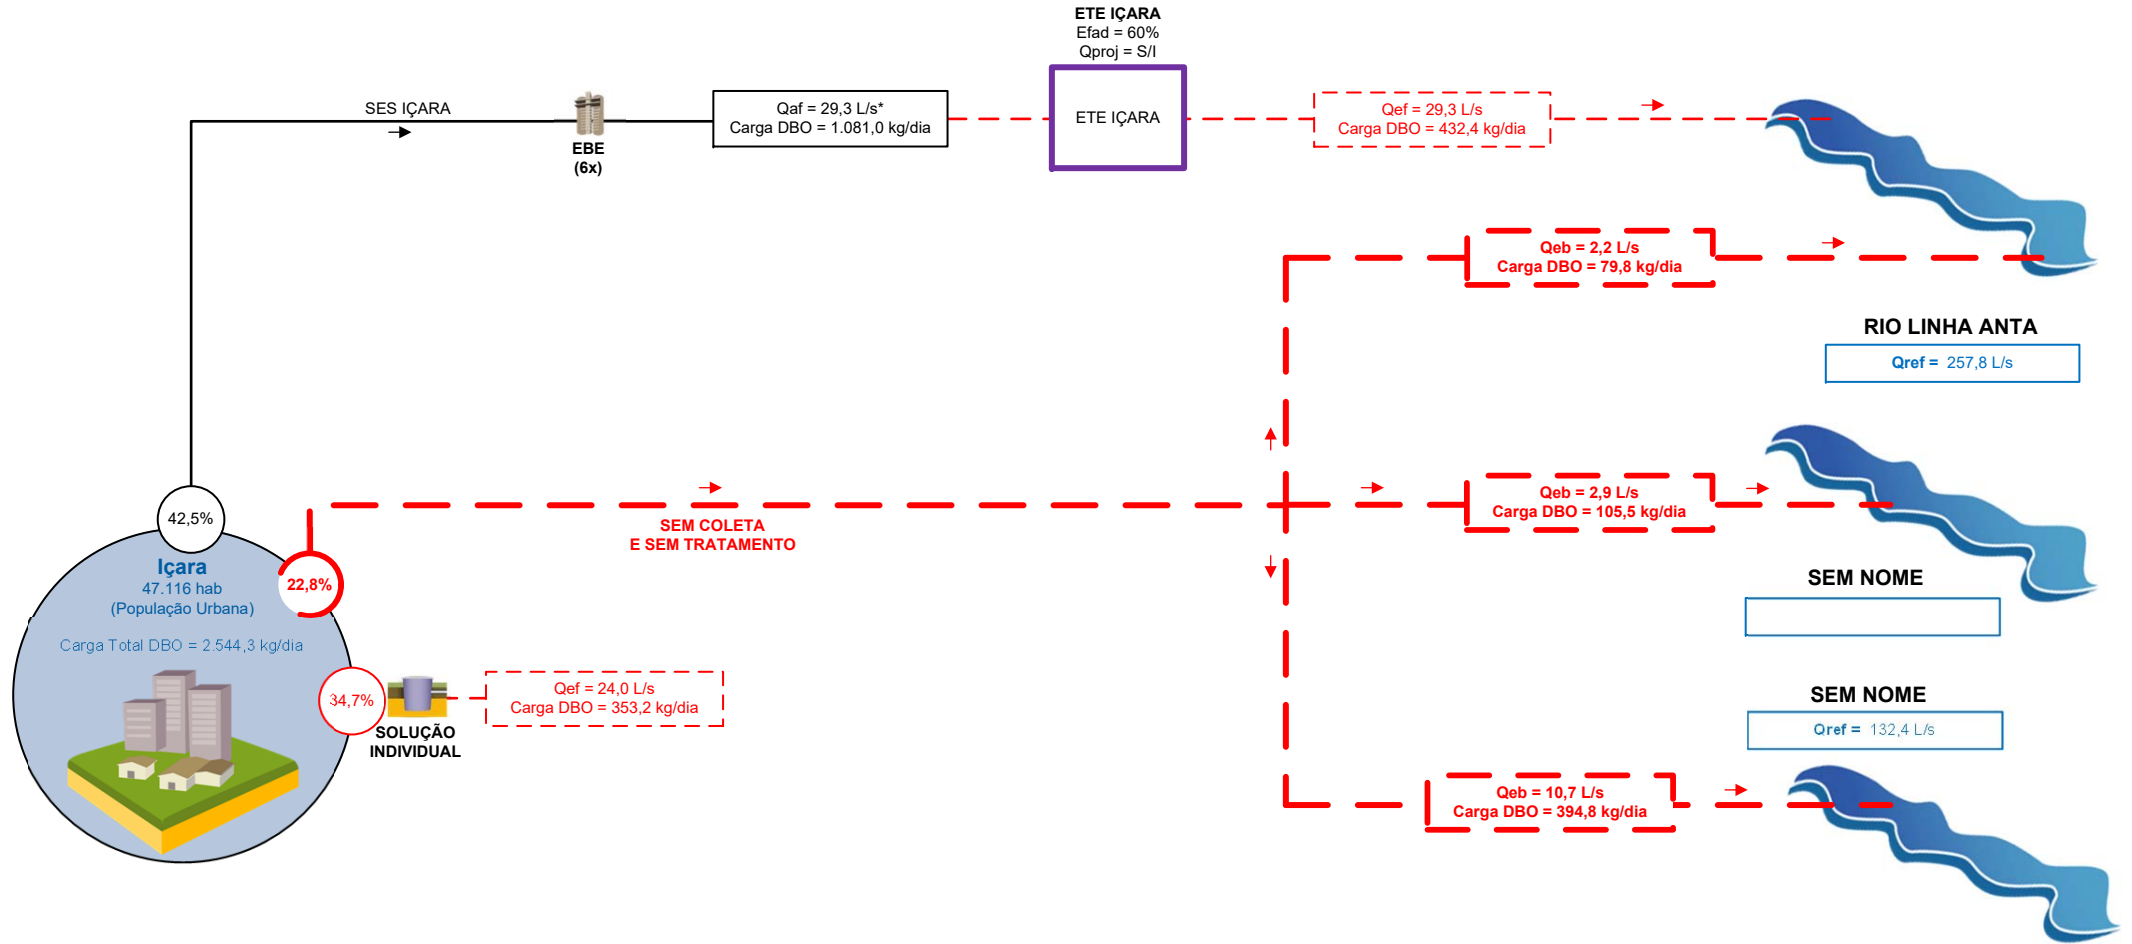 ETE IÇARA
Efad = 60%
Qproj = S/I
SES IÇARA
EBE
(6x)
Qaf = 29,3 L/s*
Carga DBO = 1.081,0 kg/dia
ETE IÇARA
Qef = 29,3 L/s
Carga DBO = 432,4 kg/dia
Qeb = 2,2 L/s
Carga DBO = 79,8 kg/dia
RIO LINHA ANTA
Qref = 257,8 L/s
42,5%
Içara
47.116 hab
(População Urbana)
Carga Total DBO = 2.544,3 kg/dia
22,8%
SEM COLETA
E SEM TRATAMENTO
Qeb = 2,9 L/s
Carga DBO = 105,5 kg/dia
SEM NOME
34,7%
SOLUÇÃO
INDIVIDUAL
Qef = 24,0 L/s
Carga DBO = 353,2 kg/dia
SEM NOME
Qref = 132,4 L/s
Qeb = 10,7 L/s
Carga DBO = 394,8 kg/dia